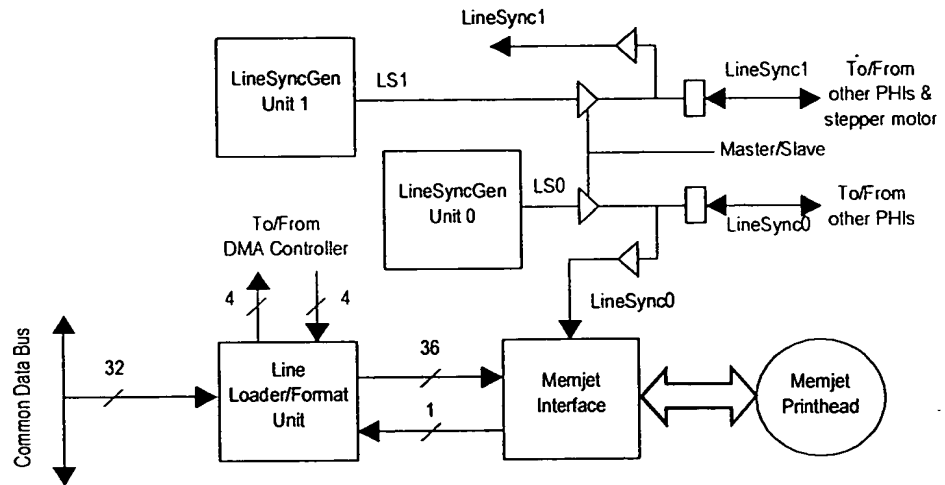 LineSync1
LineSyncGen
Unit 1
LS1
LineSync1
To/From
other PHIs &
stepper motor
Master/Slave
LineSyncGen
Unit 0
LS0
To/From
other PHIs
LineSync0
To/From
DMA Controller
4
4
LineSync0
Common Data Bus
32
Line
Loader/Format
Unit
36
1
Memjet
Interface
Memjet
Printhead